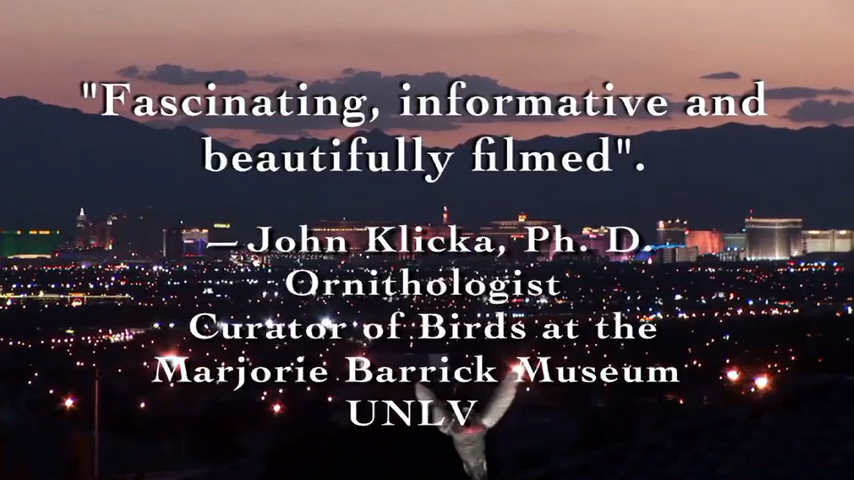 "Fascinating, informative and
beautifully filmed".
– John Klicka, Ph. D.
Ornithologist
Curator of Birds at the
Marjorie Barrick Museum
UNLV